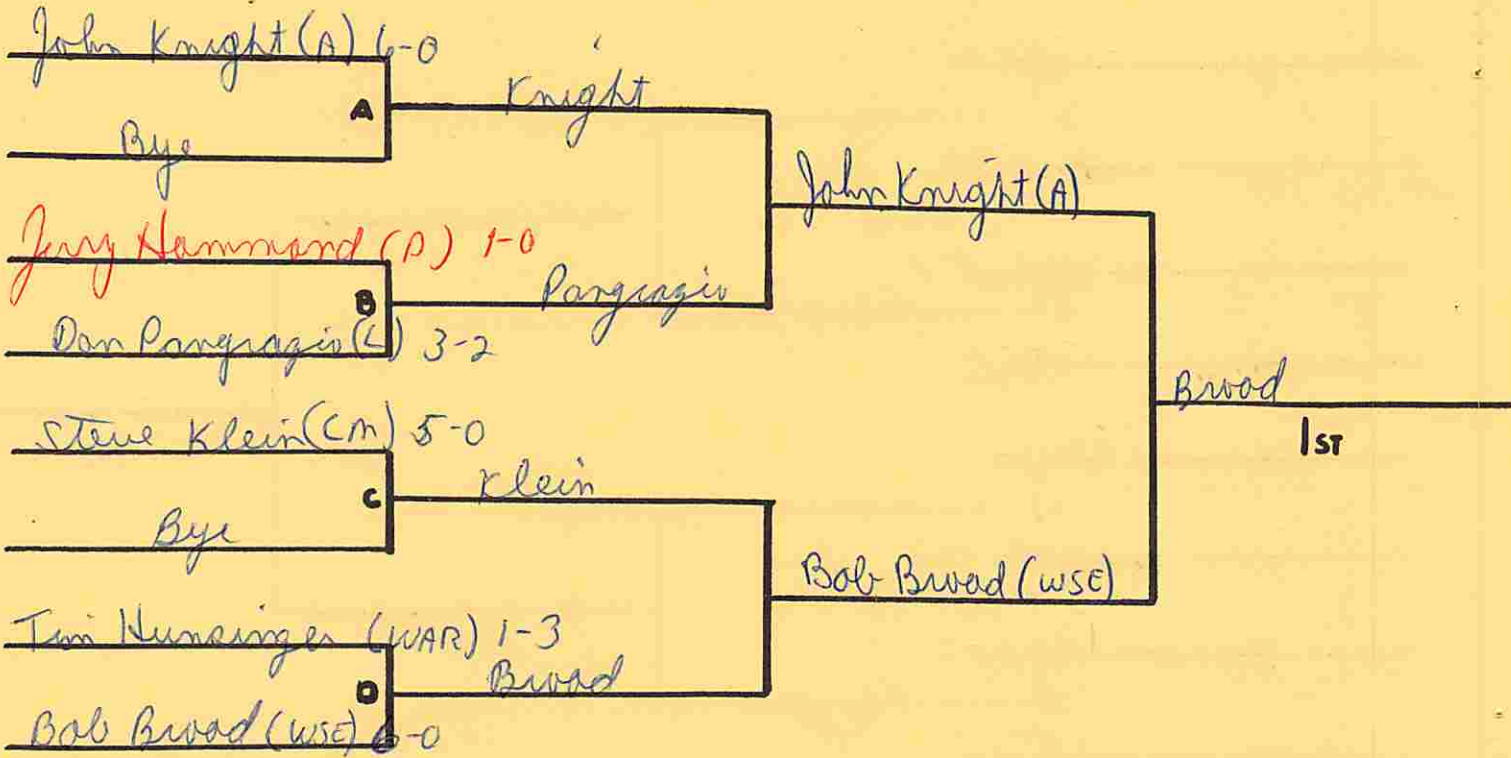 John Knight (A) 6-0
A
Knight
Bye
John Knight (A)
Jerry Hammond (P) 1-0
B
Pangrazio
Don Pangrazio (L) 3-2
Broad
1ST
Steve Klein (CM) 5-0
C
Klein
Bye
Bob Broad (WSE)
Tim Hunsinger (WAR) 1-3
D
Broad
Bob Broad (WSE) 6-0